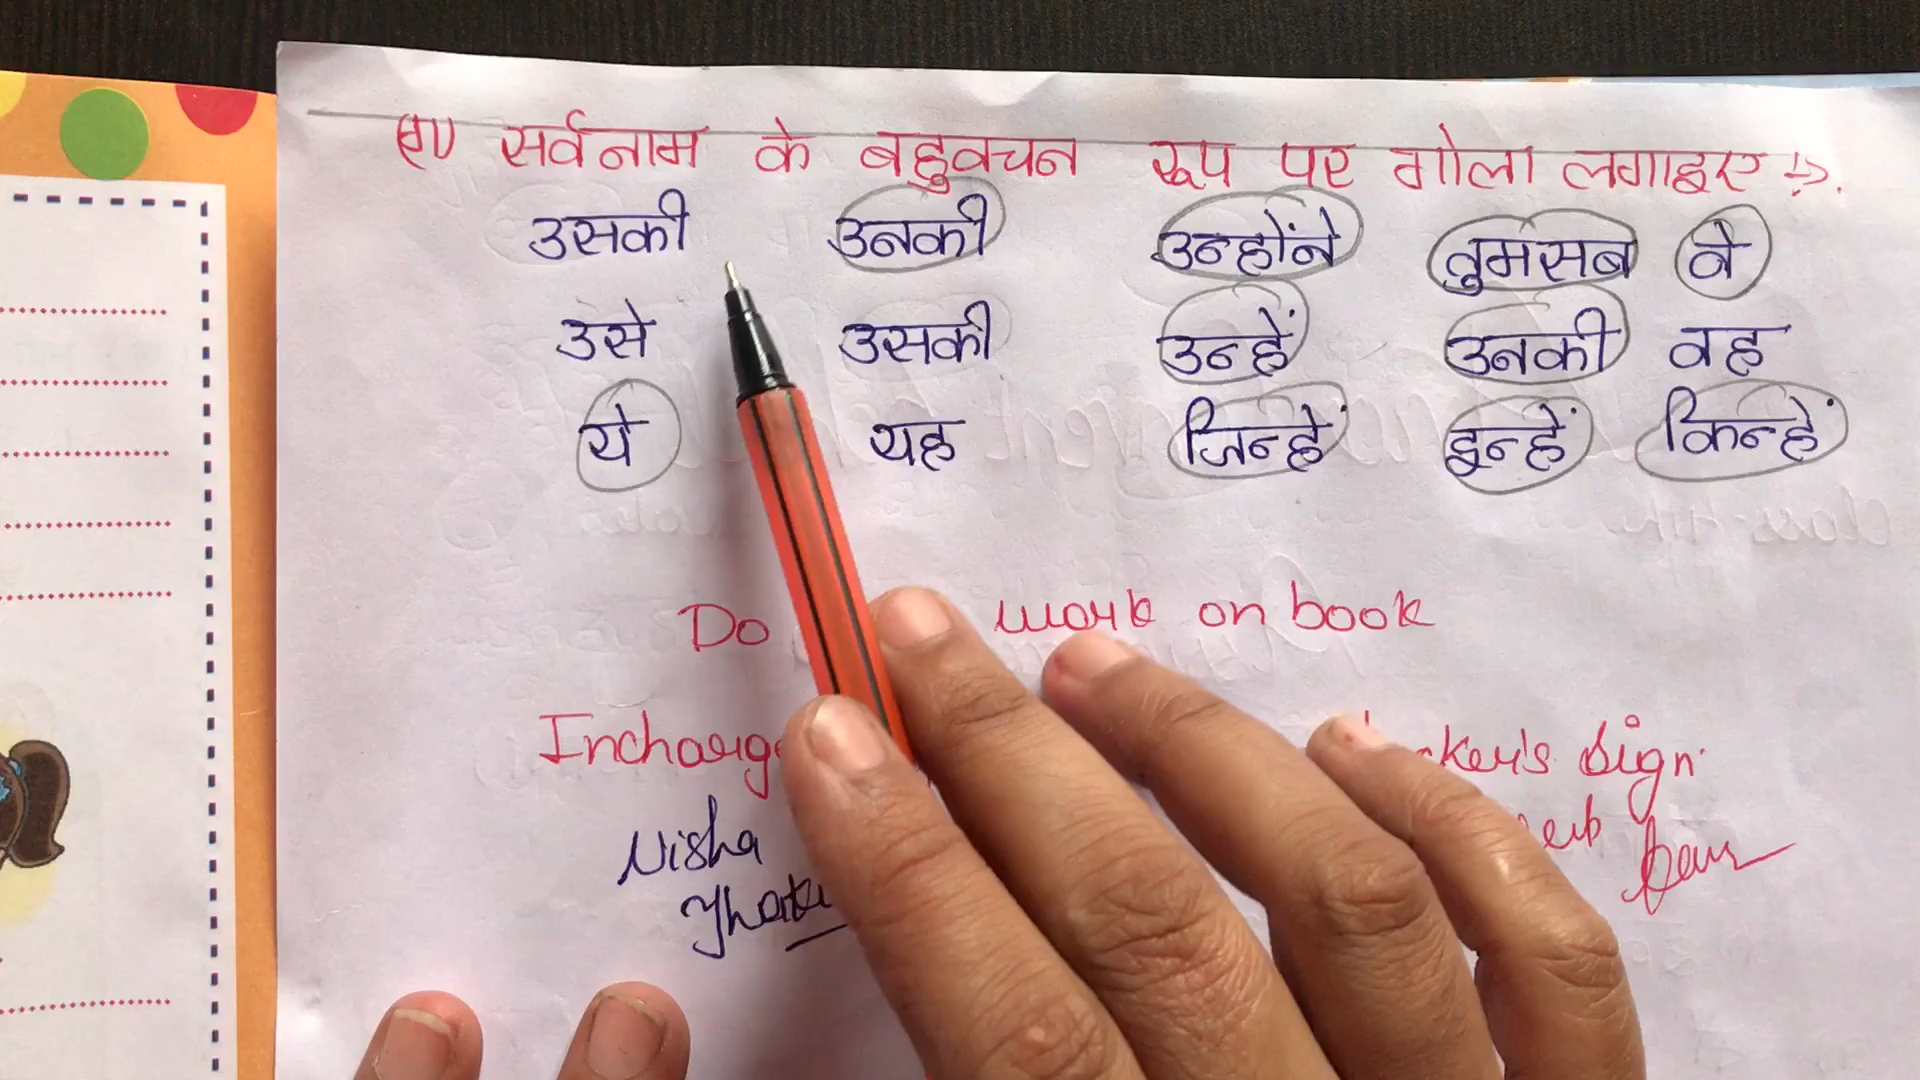 सर्वनाम के बहुवचन रूप पर गोला लगाइए :->.
उसकी उनकी उन्होंने तुमसब वे
उसे उसकी उन्हें उनकी वह
ये यह जिन्हें इन्हें किन्हें
Do work on book
Incharge sign.
Nisha